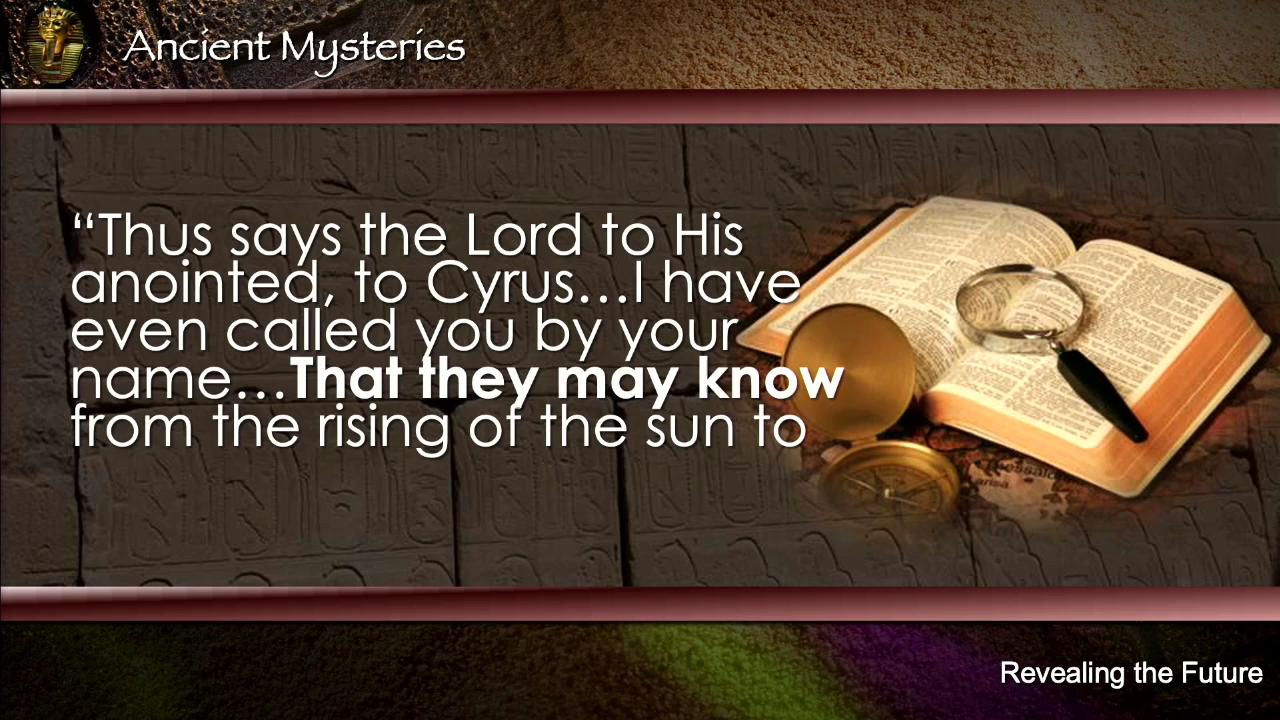 Ancient Mysteries
“Thus says the Lord to His
anointed, to Cyrus…I have
even called you by your
name…That they may know
from the rising of the sun to
Revealing the Future